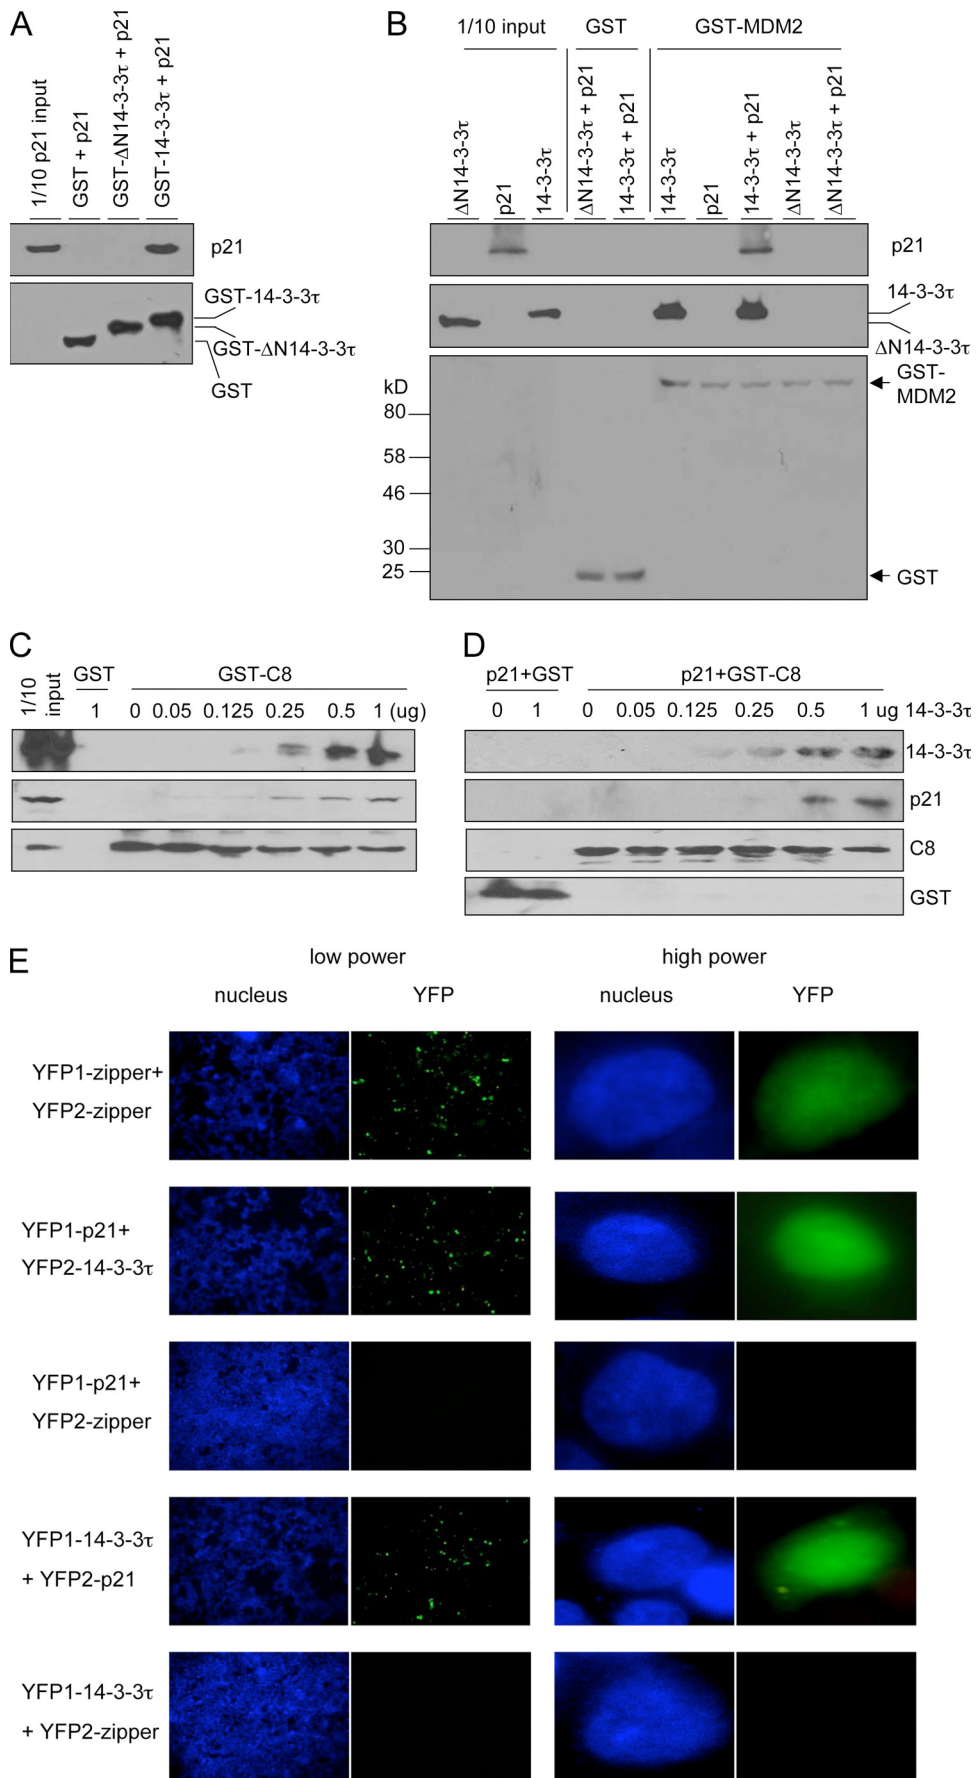 A
1/10 p21 input
GST + p21
GST-ΔN14-3-3τ + p21
GST-14-3-3τ + p21
p21
GST-14-3-3τ
GST-ΔN14-3-3τ
GST
B
1/10 input
GST
GST-MDM2
ΔN14-3-3τ
p21
14-3-3τ
ΔN14-3-3τ + p21
14-3-3τ + p21
14-3-3τ
p21
14-3-3τ + p21
ΔN14-3-3τ
ΔN14-3-3τ + p21
p21
14-3-3τ
ΔN14-3-3τ
kD
80
58
46
30
25
GST-
MDM2
GST
C
1/10
input
GST
GST-C8
1 0 0.05 0.125 0.25 0.5 1 (ug)
D
p21+GST
p21+GST-C8
0 1 0 0.05 0.125 0.25 0.5 1 ug 14-3-3τ
14-3-3τ
p21
C8
GST
E
low power
high power
nucleus
YFP
nucleus
YFP
YFP1-zipper+
YFP2-zipper
YFP1-p21+
YFP2-14-3-3τ
YFP1-p21+
YFP2-zipper
YFP1-14-3-3τ
+ YFP2-p21
YFP1-14-3-3τ
+ YFP2-zipper